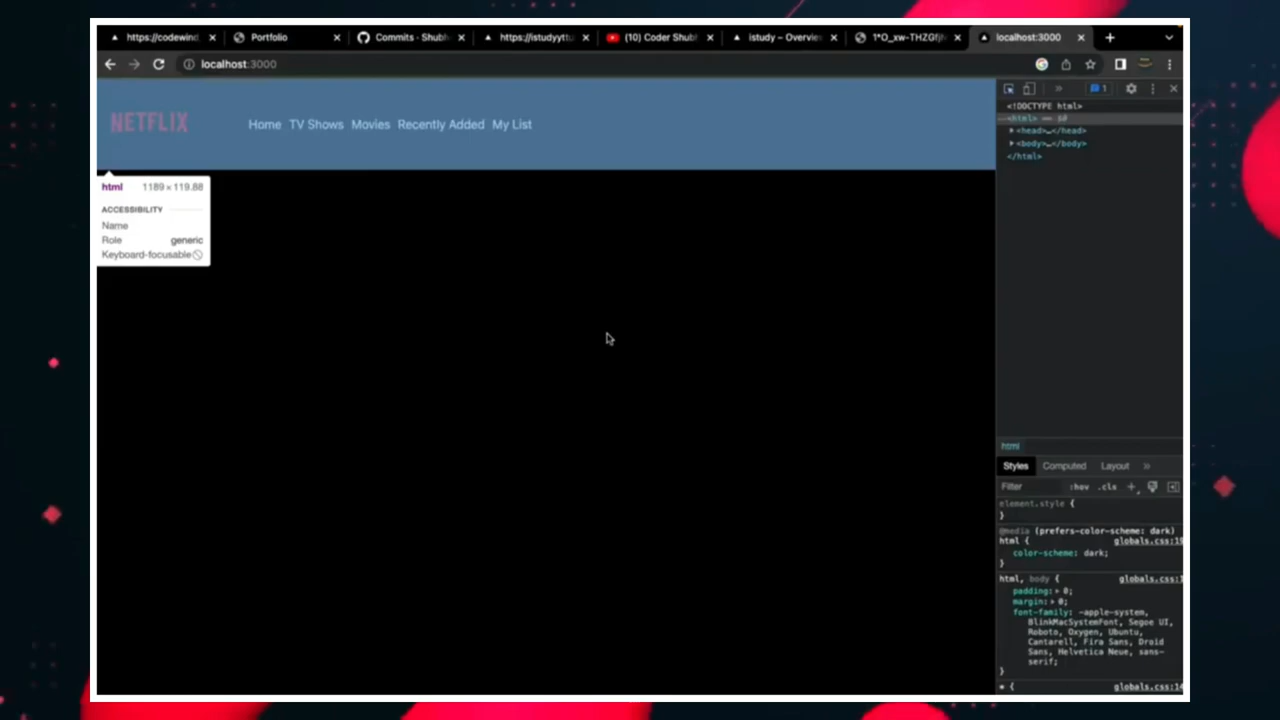 https://codewind.
Portfolio
Commits · Shubh
https://istudyyttu
(10) Coder Shub
istudy – Overview
1*O_xw-THZGfj
localhost:3000
localhost:3000
NETFLIX
Home TV Shows Movies Recently Added My List
html 1189 × 119.88
ACCESSIBILITY
Name
Role generic
Keyboard-focusable
1
<!DOCTYPE html>
<html> == $0
<head>…</head>
<body>…</body>
</html>
html
Styles Computed Layout »
Filter :hov .cls +
element.style {
}
@media (prefers-color-scheme: dark)
html { globals.css:19
color-scheme: dark;
}
html, body { globals.css:1
padding: 0;
margin: 0;
font-family: -apple-system,
BlinkMacSystemFont, Segoe UI,
Roboto, Oxygen, Ubuntu,
Cantarell, Fira Sans, Droid
Sans, Helvetica Neue, sans-
serif;
}
* { globals.css:14